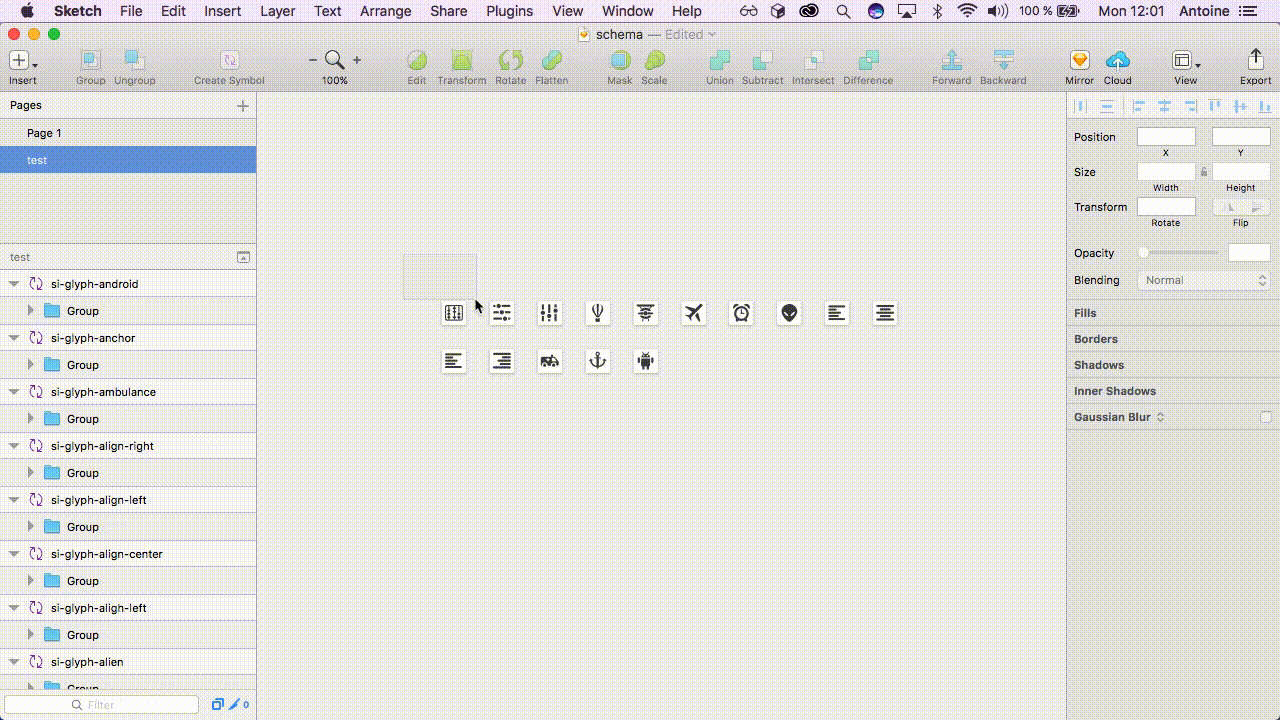 Sketch File Edit Insert Layer Text Arrange Share Plugins View Window Help 100 % Mon 12:01 Antoine
schema — Edited
Insert Group Ungroup Create Symbol 100% Edit Transform Rotate Flatten Mask Scale Union Subtract Intersect Difference Forward Backward Mirror Cloud View Export
Pages
Page 1
test
test
si-glyph-android
Group
si-glyph-anchor
Group
si-glyph-ambulance
Group
si-glyph-align-right
Group
si-glyph-align-left
Group
si-glyph-align-center
Group
si-glyph-aligh-left
Group
si-glyph-alien
Group
Filter 0
Position
X Y
Size
Width Height
Transform
Rotate Flip
Opacity
Blending Normal
Fills
Borders
Shadows
Inner Shadows
Gaussian Blur